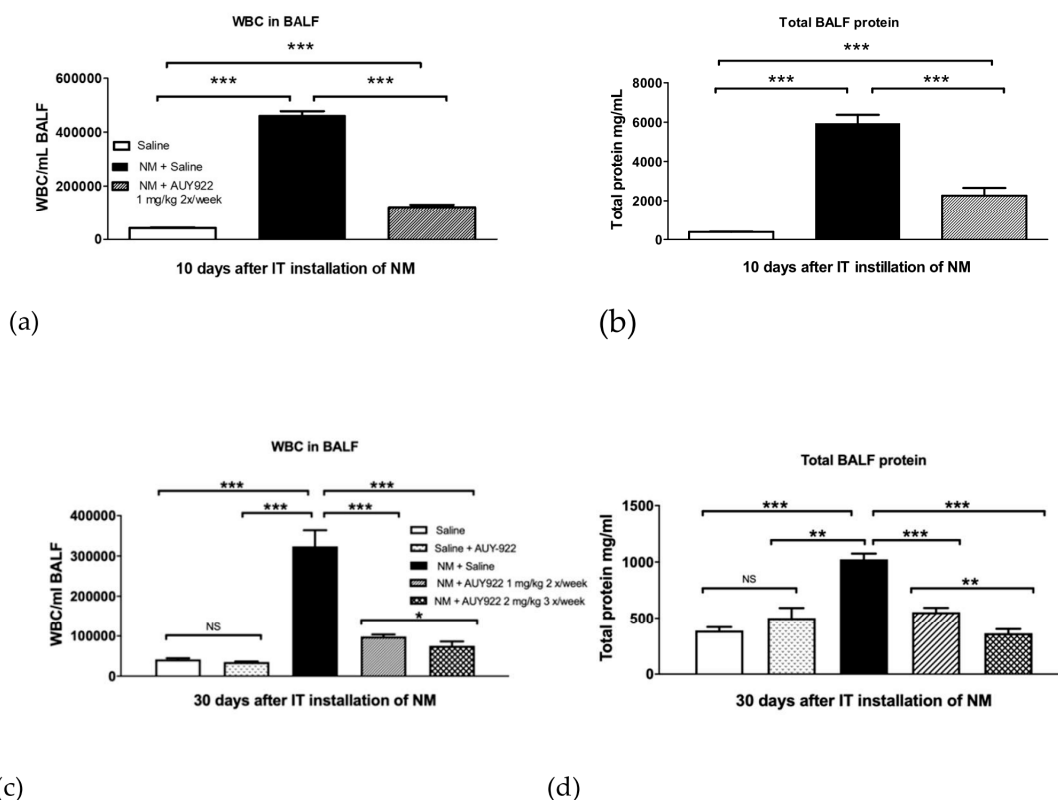 WBC in BALF
***
***
***
WBC/mL BALF
600000
400000
200000
0
Saline
NM + Saline
NM + AUY922
1 mg/kg 2x/week
10 days after IT installation of NM
(a)
Total BALF protein
***
***
***
Total protein mg/mL
8000
6000
4000
2000
0
10 days after IT instillation of NM
(b)
WBC in BALF
***
***
***
***
WBC/ml BALF
400000
300000
200000
100000
0
Saline
Saline + AUY-922
NM + Saline
NM + AUY922 1 mg/kg 2 x/week
NM + AUY922 2 mg/kg 3 x/week
NS
*
30 days after IT installation of NM
(c)
Total BALF protein
***
***
**
***
NS
**
Total protein mg/ml
1500
1000
500
0
30 days after IT installation of NM
(d)